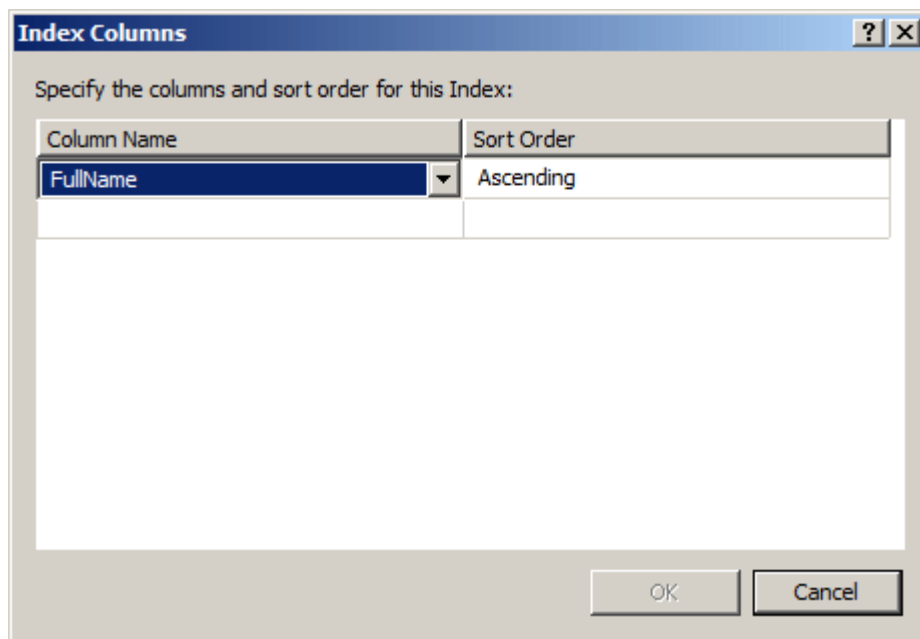 Index Columns
Specify the columns and sort order for this Index:
Column Name Sort Order
FullName Ascending
OK Cancel